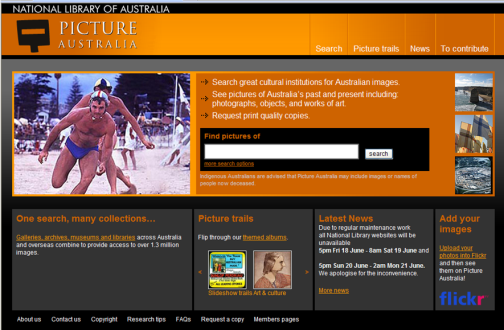 NATIONAL LIBRARY OF AUSTRALIA
PICTURE
AUSTRALIA
Search
Picture trails
News
To contribute
Search great cultural institutions for Australian images.
See pictures of Australia's past and present including:
photographs, objects, and works of art.
Request print quality copies.
Find pictures of
search
more search options
Indigenous Australians are advised that Picture Australia may include images or names of
people now deceased.
One search, many collections...
Galleries, archives, museums and libraries across Australia
and overseas combine to provide access to over 1.3 million
images.
Picture trails
Flip through our themed albums.
Slideshow trails Art & culture
Latest News
Due to regular maintenance work
all National Library websites will be
unavailable
5pm Fri 18 June - 8am Sat 19 June and
5pm Sun 20 June - 2am Mon 21 June.
We apologise for the inconvenience.
More news
Add your
images
Upload your
photos into Flickr
and then see
them on Picture
Australia!
flickr
About us
Contact us
Copyright
Research tips
FAQs
Request a copy
Members pages